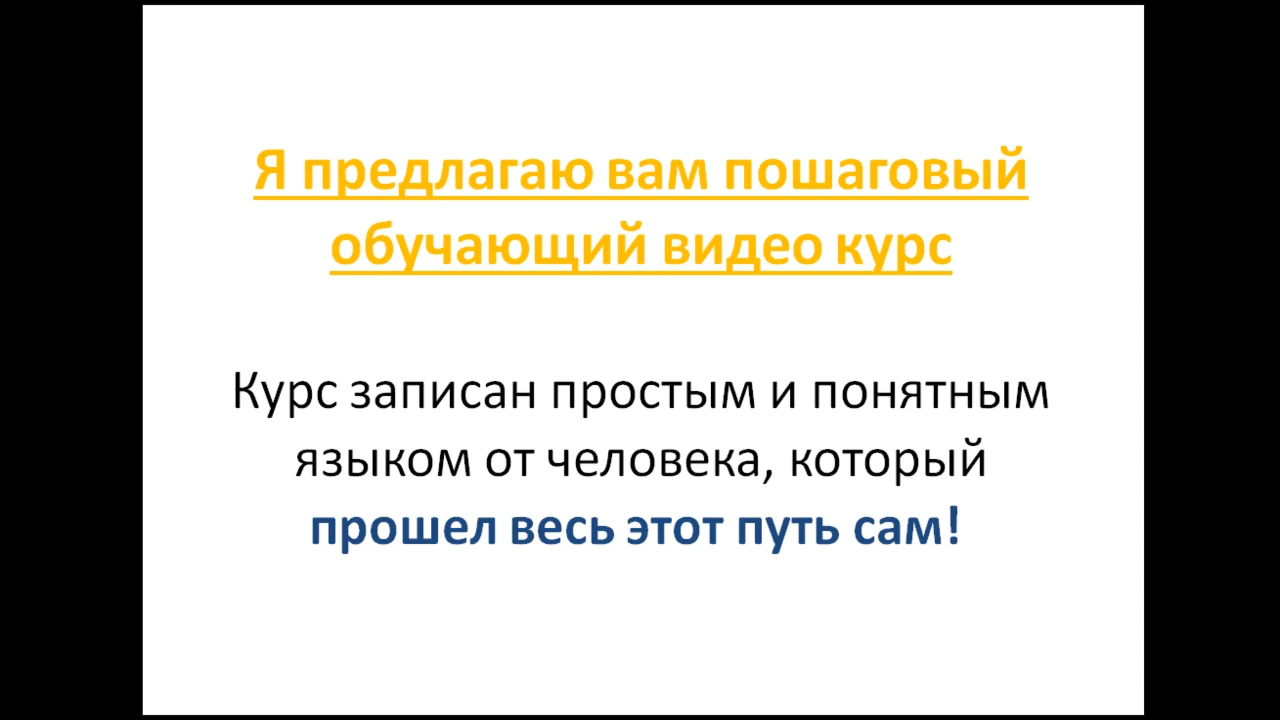 Я предлагаю вам пошаговый
обучающий видео курс
Курс записан простым и понятным
языком от человека, который
прошел весь этот путь сам!